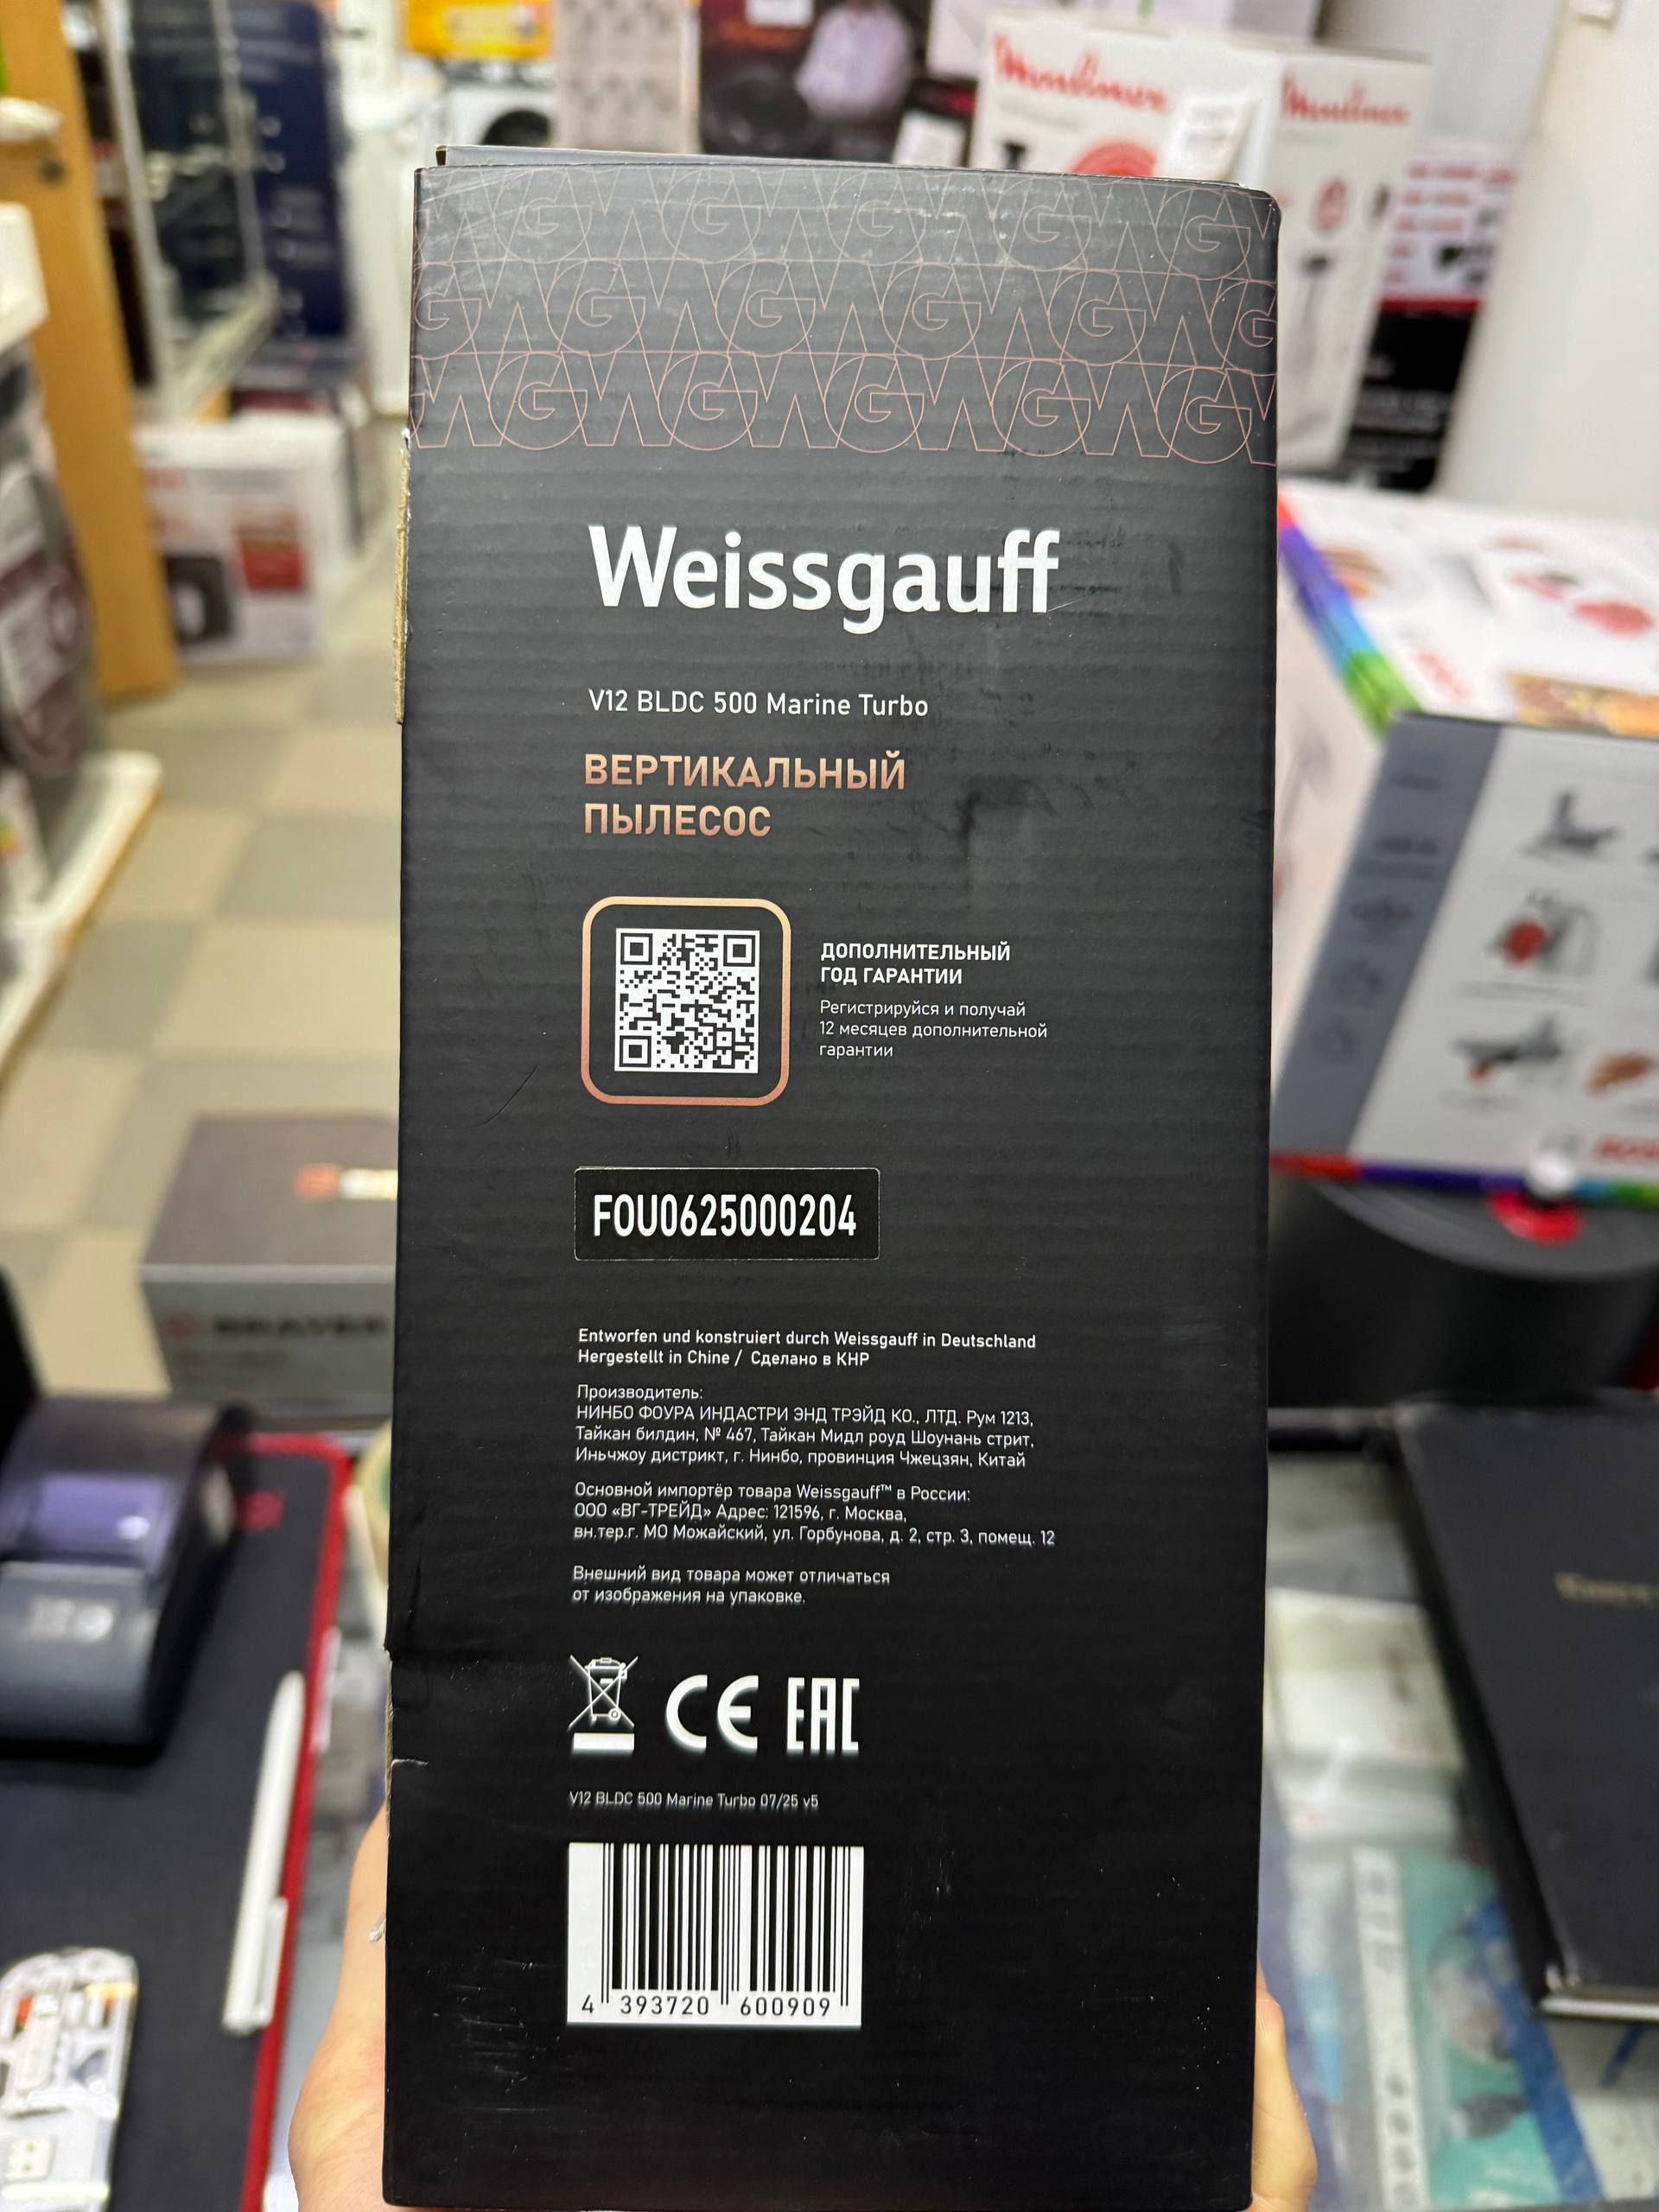 Moulinex
Moulinex
Weissgauff
V12 BLDC 500 Marine Turbo
ВЕРТИКАЛЬНЫЙ
ПЫЛЕСОС
ДОПОЛНИТЕЛЬНЫЙ
ГОД ГАРАНТИИ
Регистрируйся и получай
12 месяцев дополнительной
гарантии
FOU0625000204
Entworfen und konstruiert durch Weissgauff in Deutschland
Hergestellt in Chine / Сделано в КНР
Производитель:
НИНБО ФОУРА ИНДАСТРИ ЭНД ТРЭЙД КО., ЛТД. Рум 1213,
Тайкан билдин, № 467, Тайкан Мидл роуд Шоунань стрит,
Иньчжоу дистрикт, г. Нинбо, провинция Чжецзян, Китай
Основной импортёр товара Weissgauff™ в России:
ООО «ВГ-ТРЕЙД» Адрес: 121596, г. Москва,
вн.тер.г. МО Можайский, ул. Горбунова, д. 2, стр. 3, помещ. 12
Внешний вид товара может отличаться
от изображения на упаковке.
CE EAC
V12 BLDC 500 Marine Turbo 07/25 v5
4 393720 600909